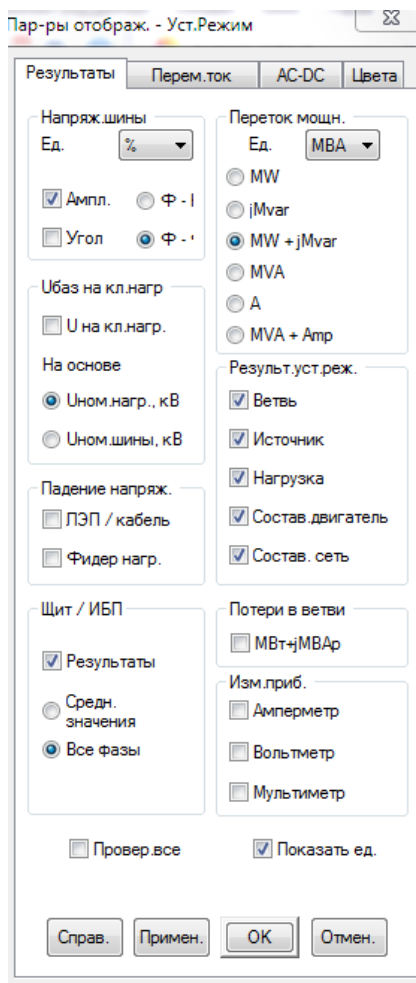 Пар-ры отображ. - Уст.Режим
Результаты
Перем.ток
AC-DC
Цвета
Напряж.шины
Ед.
%
Ампл.
Ф -
Угол
Ф -
Uбаз на кл.нагр
U на кл.нагр.
На основе
Uном.нагр., кВ
Uном.шины, кВ
Падение напряж.
ЛЭП / кабель
Фидер нагр.
Щит / ИБП
Результаты
Средн.
значения
Все фазы
Переток мощн.
Ед.
МВА
MW
jMvar
MW + jMvar
MVA
A
MVA + Amp
Результ.уст.реж.
Ветвь
Источник
Нагрузка
Состав.двигатель
Состав. сеть
Потери в ветви
МВт+jМВАр
Изм.приб.
Амперметр
Вольтметр
Мультиметр
Провер.все
Показать ед.
Справ.
Примен.
OK
Отмен.